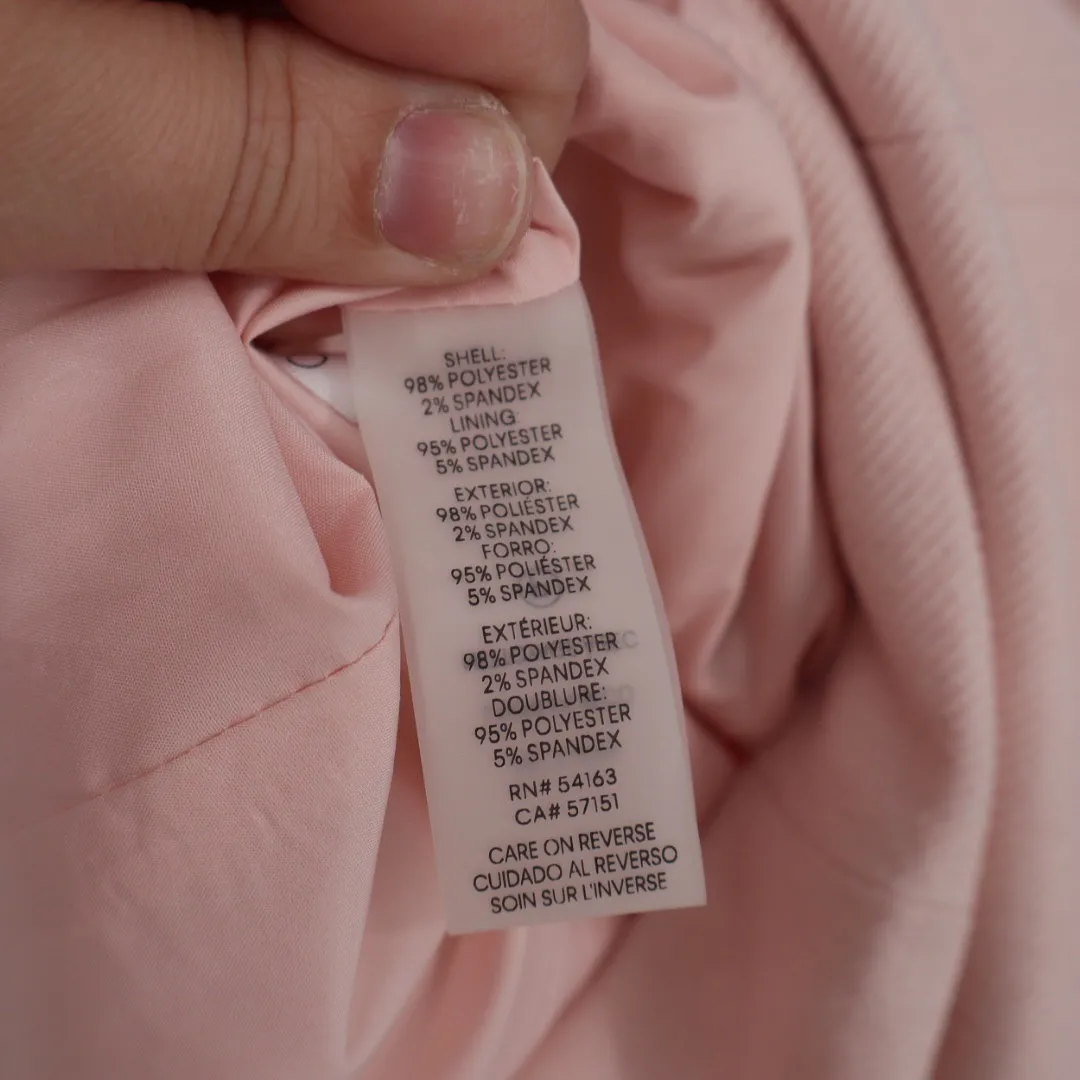 SHELL:
98% POLYESTER
2% SPANDEX
LINING:
95% POLYESTER
5% SPANDEX
EXTERIOR:
98% POLIÉSTER
2% SPANDEX
FORRO:
95% POLIÉSTER
5% SPANDEX
EXTÉRIEUR:
98% POLYESTER
2% SPANDEX
DOUBLURE:
95% POLYESTER
5% SPANDEX
RN# 54163
CA# 57151
CARE ON REVERSE
CUIDADO AL REVERSO
SOIN SUR L'INVERSE